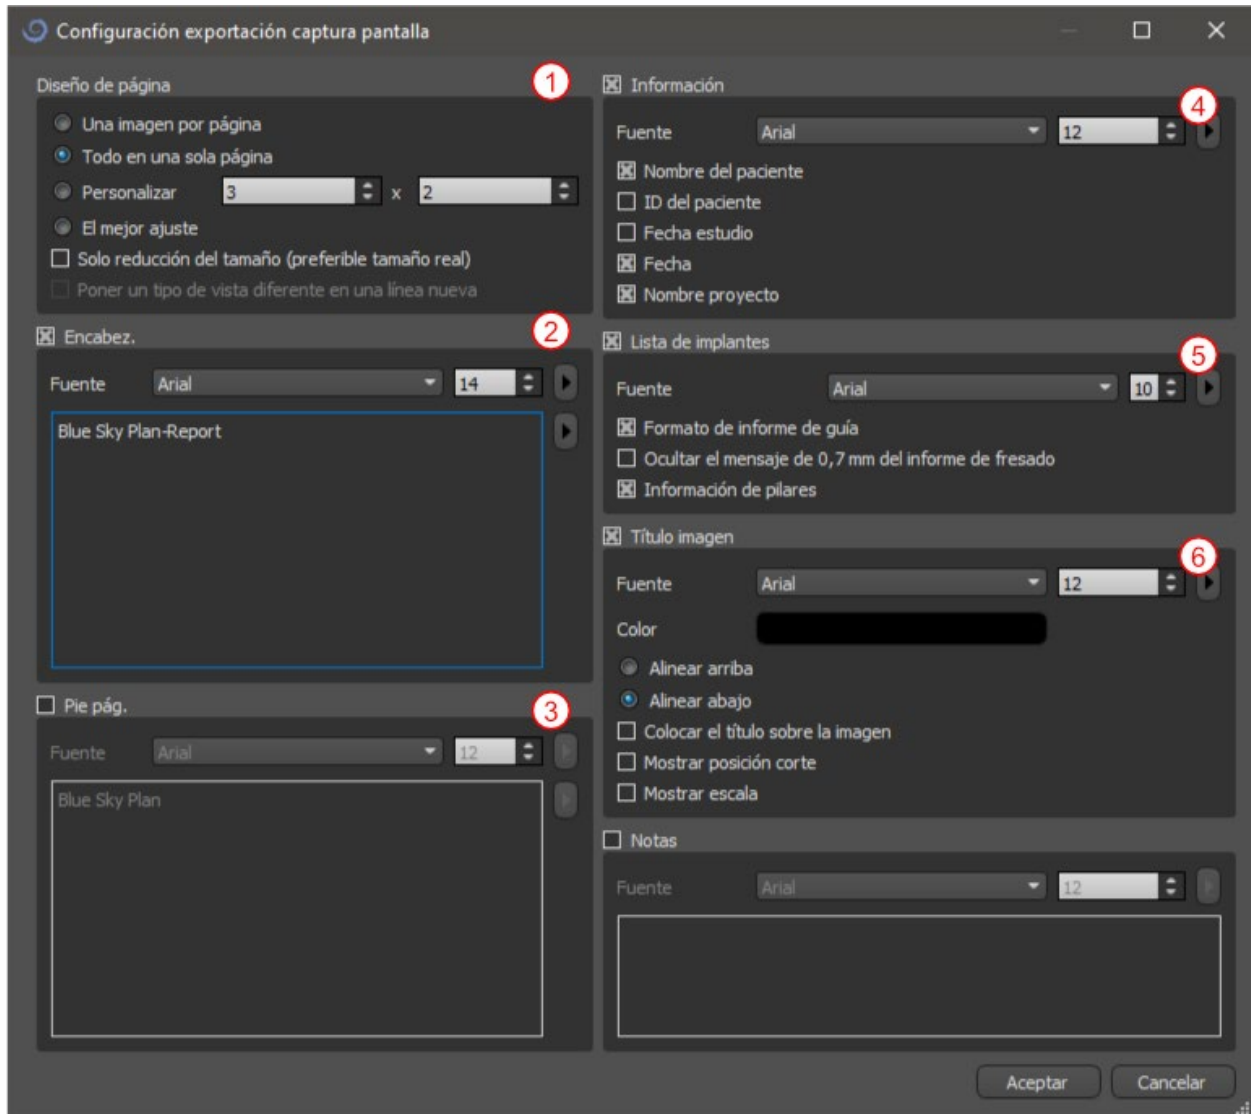 Configuración exportación captura pantalla
Diseño de página
1
Una imagen por página
Todo en una sola página
Personalizar 3 x 2
El mejor ajuste
Solo reducción del tamaño (preferible tamaño real)
Poner un tipo de vista diferente en una línea nueva
Encabez.
2
Fuente Arial 14
Blue Sky Plan-Report
Pie pág.
3
Fuente Arial 12
Blue Sky Plan
Información
4
Fuente Arial 12
Nombre del paciente
ID del paciente
Fecha estudio
Fecha
Nombre proyecto
Lista de implantes
5
Fuente Arial 10
Formato de informe de guía
Ocultar el mensaje de 0,7 mm del informe de fresado
Información de pilares
Título imagen
6
Fuente Arial 12
Color
Alinear arriba
Alinear abajo
Colocar el título sobre la imagen
Mostrar posición corte
Mostrar escala
Notas
Fuente Arial 12
Aceptar Cancelar